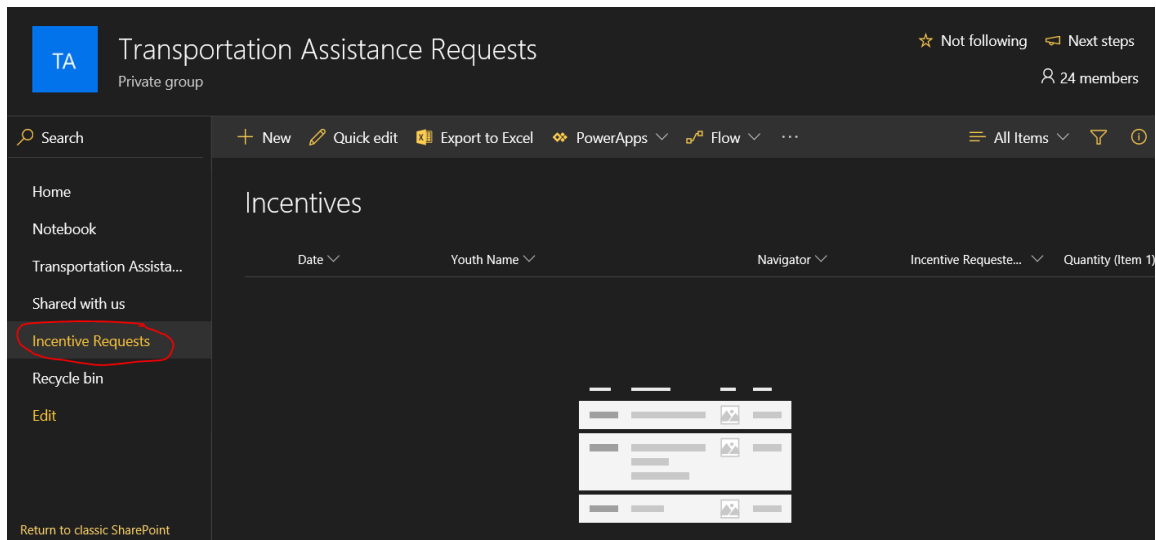 TA
Transportation Assistance Requests
Private group
Not following Next steps
24 members
Search
New Quick edit Export to Excel PowerApps Flow ... All Items
Home
Notebook
Transportation Assista...
Shared with us
Incentive Requests
Recycle bin
Edit
Return to classic SharePoint
Incentives
Date Youth Name Navigator Incentive Requeste... Quantity (Item 1)